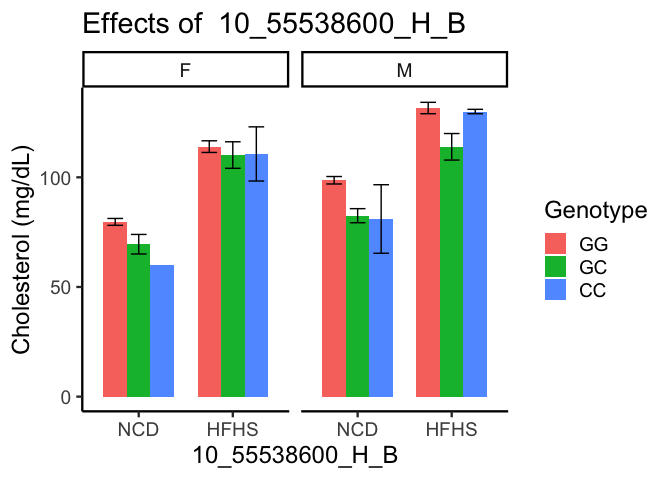 Effects of  10_55538600_H_B
F
M
Cholesterol (mg/dL)
100
50
0
NCD
HFHS
NCD
HFHS
10_55538600_H_B
Genotype
GG
GC
CC